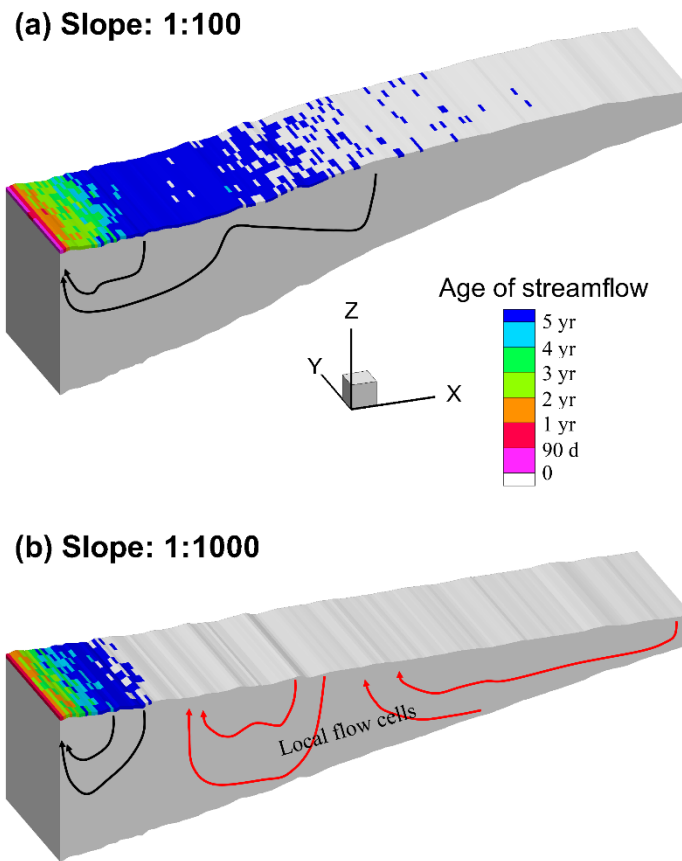 (a) Slope: 1:100
Age of streamflow
Z
Y
X
5 yr
4 yr
3 yr
2 yr
1 yr
90 d
0
(b) Slope: 1:1000
Local flow cells